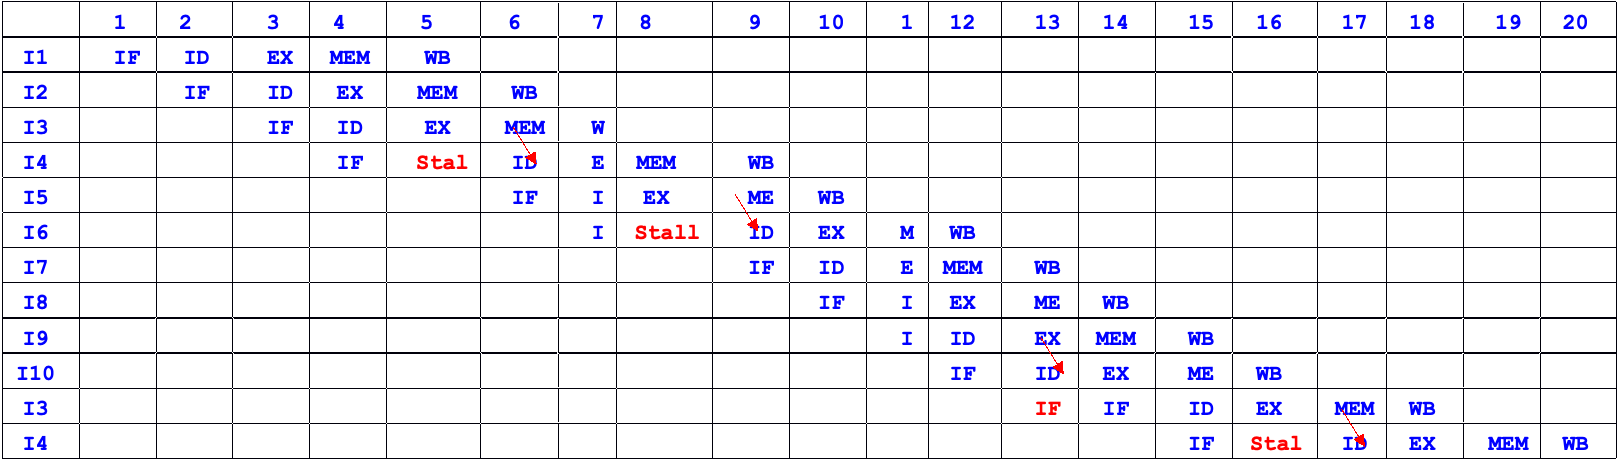 1 2 3 4 5 6 7 8 9 10 1 12 13 14 15 16 17 18 19 20
I1 IF ID EX MEM WB
I2 IF ID EX MEM WB
I3 IF ID EX MEM W
I4 IF Stal ID E MEM WB
I5 IF I EX ME WB
I6 I Stall ID EX M WB
I7 IF ID E MEM WB
I8 IF I EX ME WB
I9 I ID EX MEM WB
I10 IF ID EX ME WB
I3 IF IF ID EX MEM WB
I4 IF Stal ID EX MEM WB